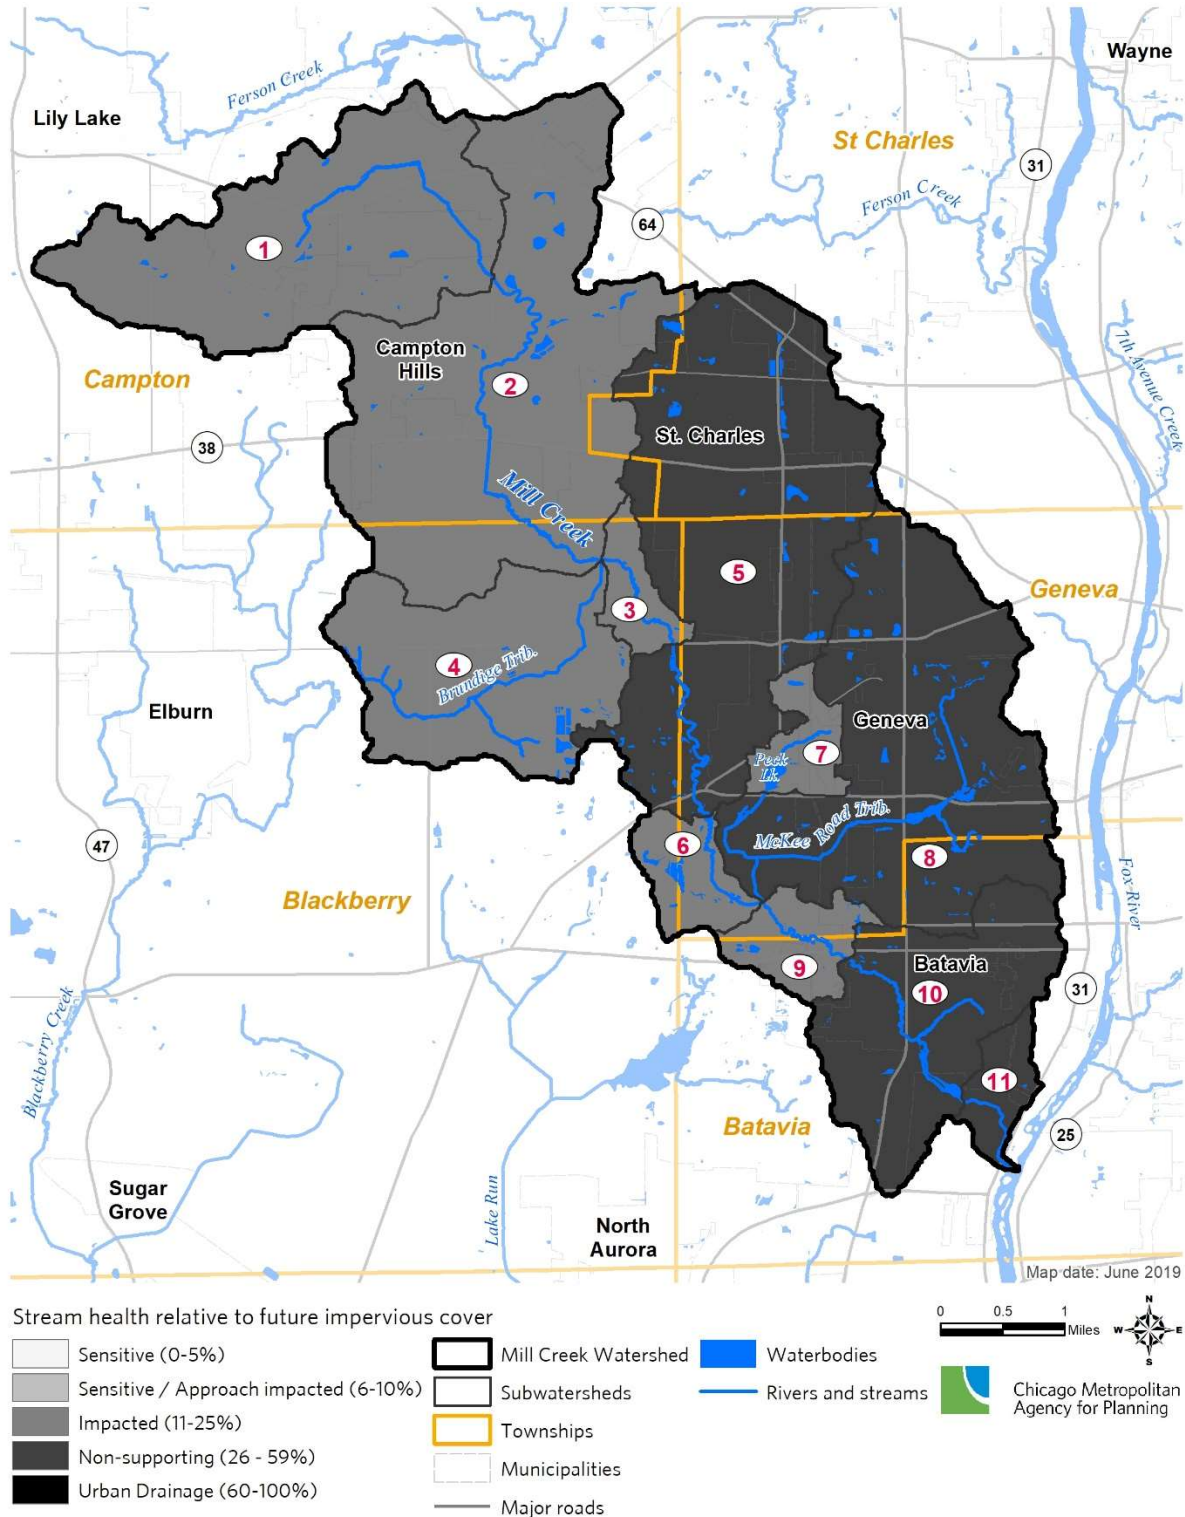 Wayne
Lily Lake
Ferson Creek
St Charles
31
Ferson Creek
64
1
7th Avenue Creek
Campton
Hills
Campton
2
38
St. Charles
Mill Creek
5
Geneva
3
4
Brundige Trib.
Elburn
Geneva
7
Peck
Lk.
McKee Road Trib.
47
6
8
Blackberry
Fox River
9
Batavia
10
31
Blackberry Creek
11
Batavia
25
Sugar
Grove
Lake Run
North
Aurora
Map date: June 2019
Stream health relative to future impervious cover
Sensitive (0-5%)
Sensitive / Approach impacted (6-10%)
Impacted (11-25%)
Non-supporting (26 - 59%)
Urban Drainage (60-100%)
Mill Creek Watershed
Subwatersheds
Townships
Municipalities
Major roads
Waterbodies
Rivers and streams
0 0.5 1
Miles
N
W E
S
Chicago Metropolitan
Agency for Planning